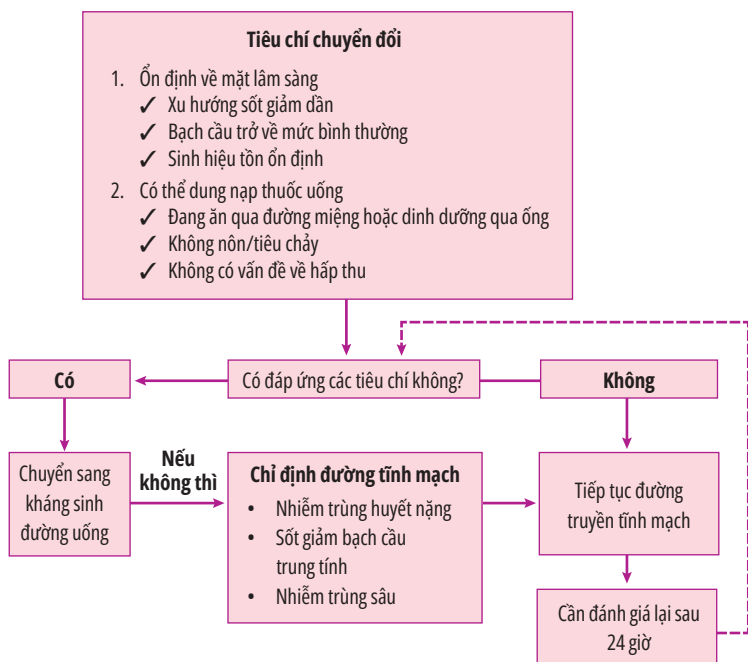 Tiêu chí chuyển đổi
1. Ổn định về mặt lâm sàng
✓ Xu hướng sốt giảm dần
✓ Bạch cầu trở về mức bình thường
✓ Sinh hiệu tồn ổn định
2. Có thể dung nạp thuốc uống
✓ Đang ăn qua đường miệng hoặc dinh dưỡng qua ống
✓ Không nôn/tiêu chảy
✓ Không có vấn đề về hấp thu
Có
Có đáp ứng các tiêu chí không?
Không
Chuyển sang
kháng sinh
đường uống
Nếu
không thì
Chỉ định đường tĩnh mạch
• Nhiễm trùng huyết nặng
• Sốt giảm bạch cầu
trung tính
• Nhiễm trùng sâu
Tiếp tục đường
truyền tĩnh mạch
Cần đánh giá lại sau
24 giờ